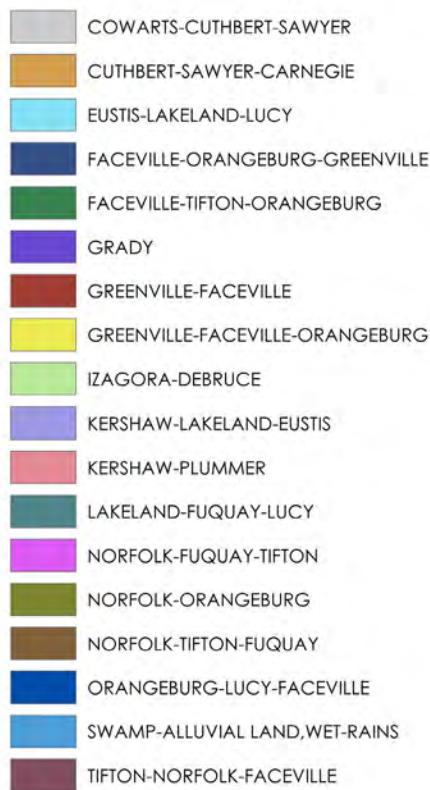 COWARTS-CUTHBERT-SAWYER
CUTHBERT-SAWYER-CARNEGIE
EUSTIS-LAKELAND-LUCY
FACEVILLE-ORANGEBURG-GREENVILLE
FACEVILLE-TIFTON-ORANGEBURG
GRADY
GREENVILLE-FACEVILLE
GREENVILLE-FACEVILLE-ORANGEBURG
IZAGORA-DEBRUCE
KERSHAW-LAKELAND-EUSTIS
KERSHAW-PLUMMER
LAKELAND-FUQUAY-LUCY
NORFOLK-FUQUAY-TIFTON
NORFOLK-ORANGEBURG
NORFOLK-TIFTON-FUQUAY
ORANGEBURG-LUCY-FACEVILLE
SWAMP-ALLUVIAL LAND,WET-RAINS
TIFTON-NORFOLK-FACEVILLE